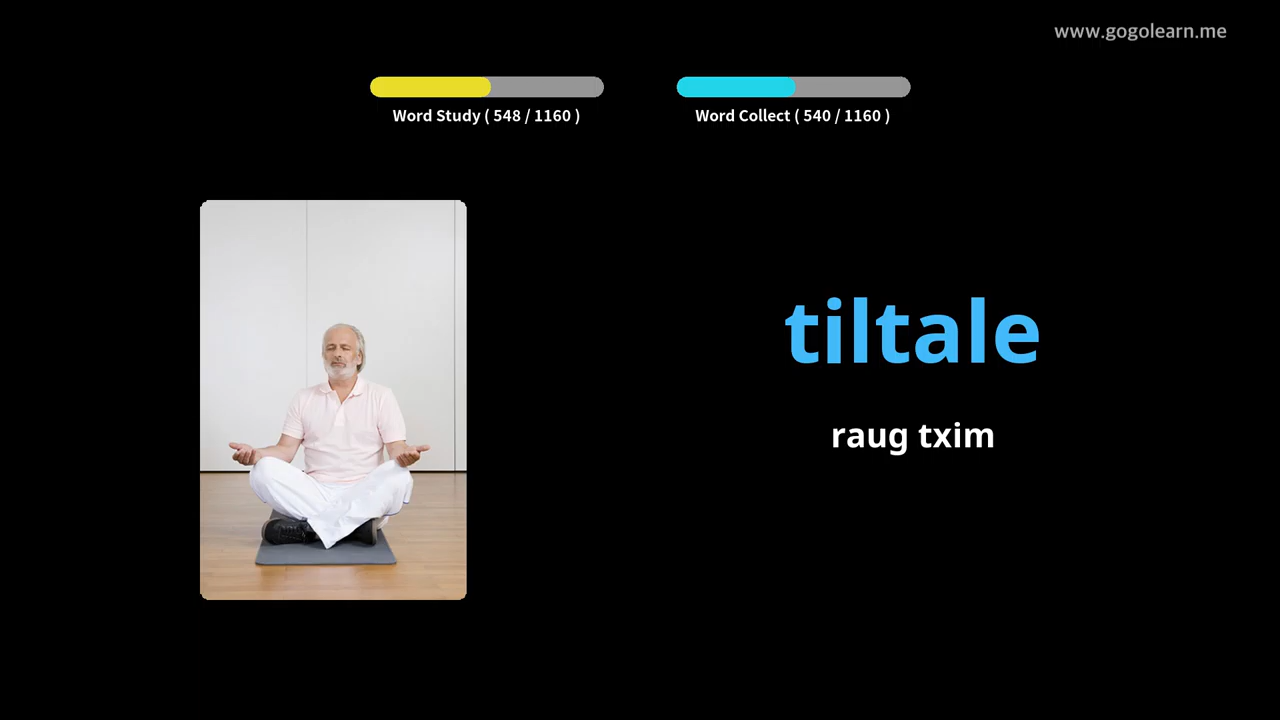 www.gogolearn.me
Word Study ( 548 / 1160 )
Word Collect ( 540 / 1160 )
tiltale
raug txim